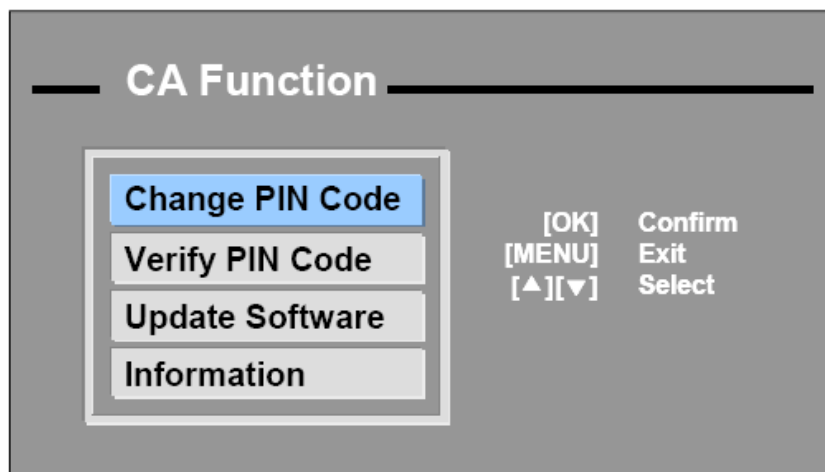 CA Function
Change PIN Code
Verify PIN Code
Update Software
Information
[OK] Confirm
[MENU] Exit
[▲][▼] Select